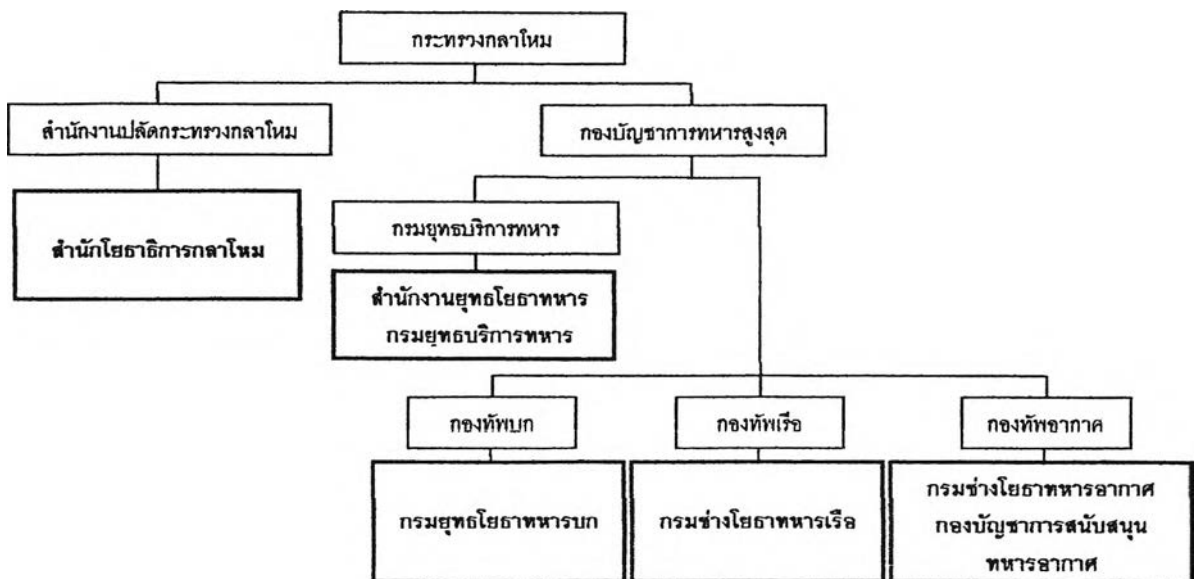 กระทรวงกลาโหม
สำนักงานปลัดกระทรวงกลาโหม
กองบัญชาการทหารสูงสุด
สำนักโยธาธิการกลาโหม
กรมยุทธบริการทหาร
สำนักงานยุทธโยธาทหาร
กรมยุทธบริการทหาร
กองทัพบก
กองทัพเรือ
กองทัพอากาศ
กรมยุทธโยธาทหารบก
กรมช่างโยธาทหารเรือ
กรมช่างโยธาทหารอากาศ
กองบัญชาการสนับสนุน
ทหารอากาศ